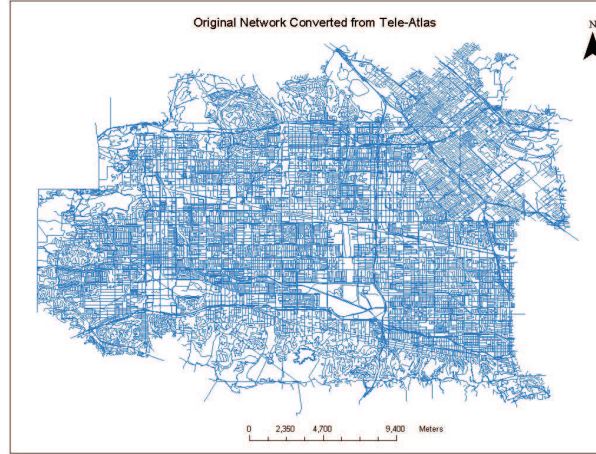 Original Network Converted from Tele-Atlas
N
0 2,350 4,700 9,400 Meters